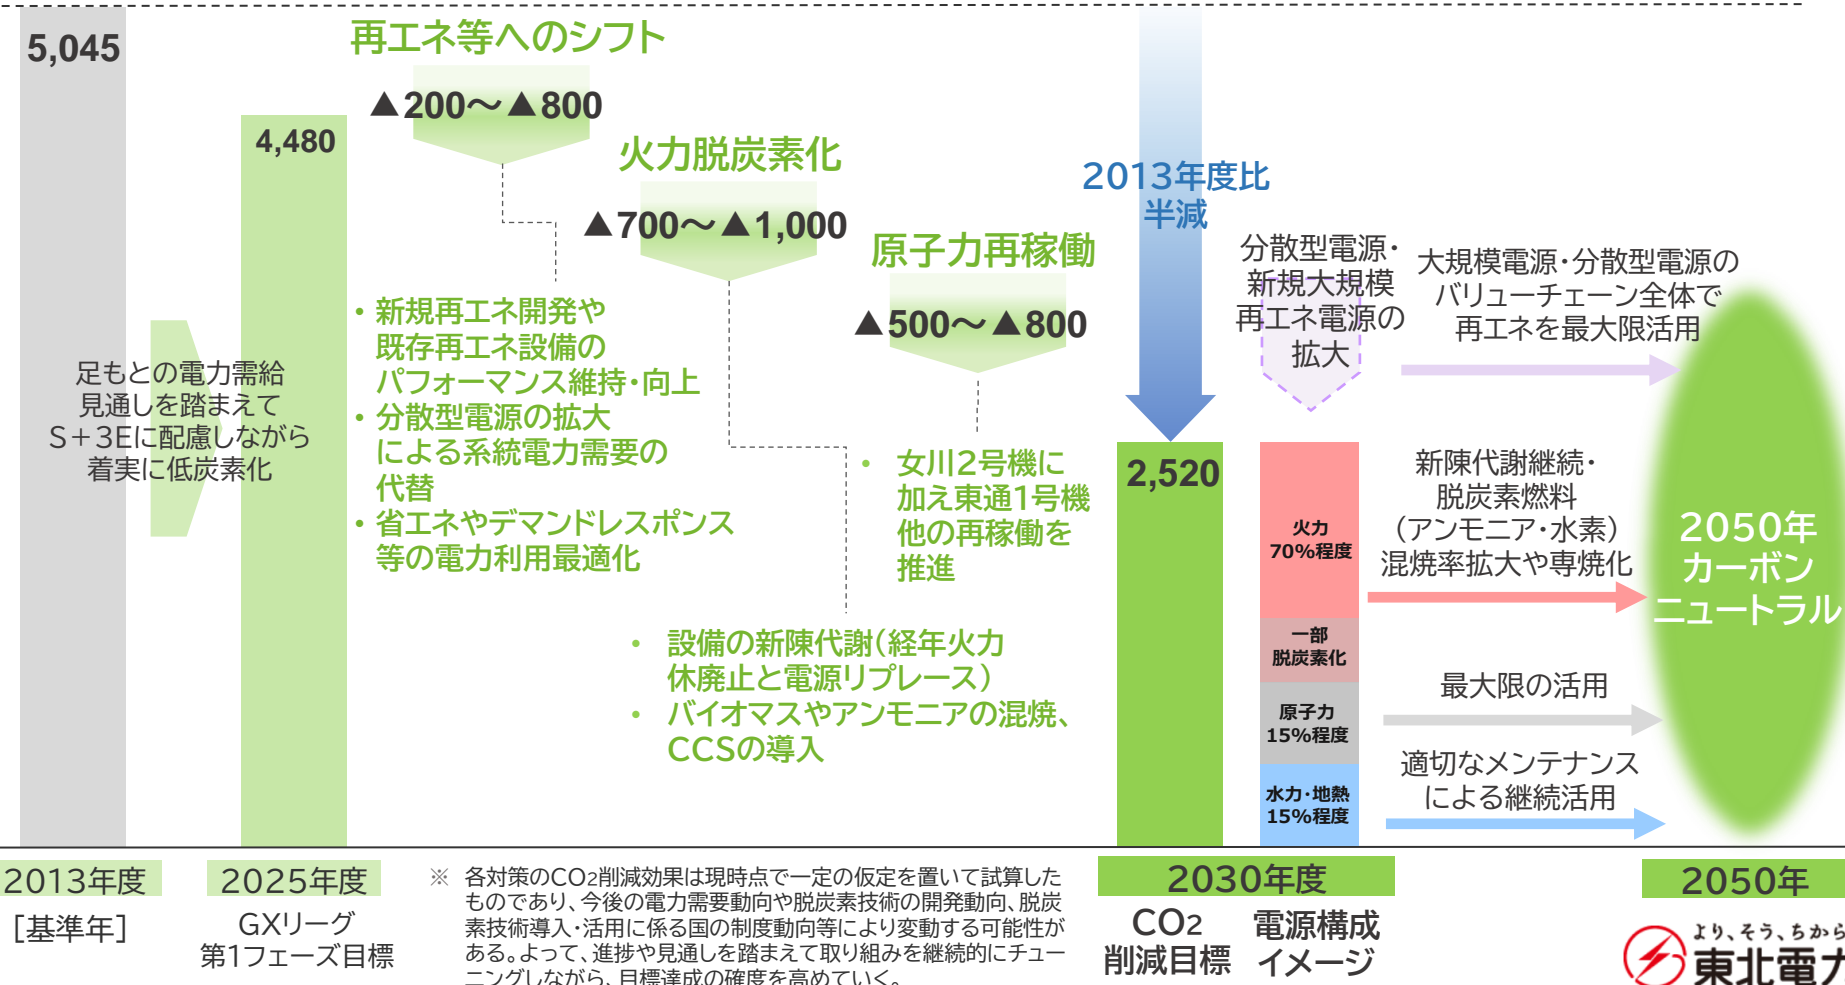 5,045
4,480
再エネ等へのシフト
▲200～▲800
火力脱炭素化
▲700～▲1,000
原子力再稼働
▲500～▲800
2013年度比
半減
足もとの電力需給
見通しを踏まえて
S+3Eに配慮しながら
着実に低炭素化
・新規再エネ開発や
既存再エネ設備の
パフォーマンス維持・向上
・分散型電源の拡大
による系統電力需要の
代替
・省エネやデマンドレスポンス
等の電力利用最適化
・設備の新陳代謝（経年火力
休廃止と電源リプレース）
・バイオマスやアンモニアの混焼、
CCSの導入
・女川2号機に
加え東通1号機
他の再稼働を
推進
2,520
分散型電源・
新規大規模
再エネ電源の
拡大
火力
70%程度
一部
脱炭素化
原子力
15%程度
水力・地熱
15%程度
大規模電源・分散型電源の
バリューチェーン全体で
再エネを最大限活用
新陳代謝継続・
脱炭素燃料
（アンモニア・水素）
混焼率拡大や専焼化
最大限の活用
適切なメンテナンス
による継続活用
2050年
カーボン
ニュートラル
2013年度
［基準年］
2025年度
GXリーグ
第1フェーズ目標
※ 各対策のCO2削減効果は現時点で一定の仮定を置いて試算した
ものであり、今後の電力需要動向や脱炭素技術の開発動向、脱炭
素技術導入・活用に係る国の制度動向等により変動する可能性が
ある。よって、進捗や見通しを踏まえて取り組みを継続的にチュー
ニングしながら、目標達成の確度を高めていく。
2030年度
CO2
削減目標
電源構成
イメージ
2050年
より、そう、ちから
東北電力